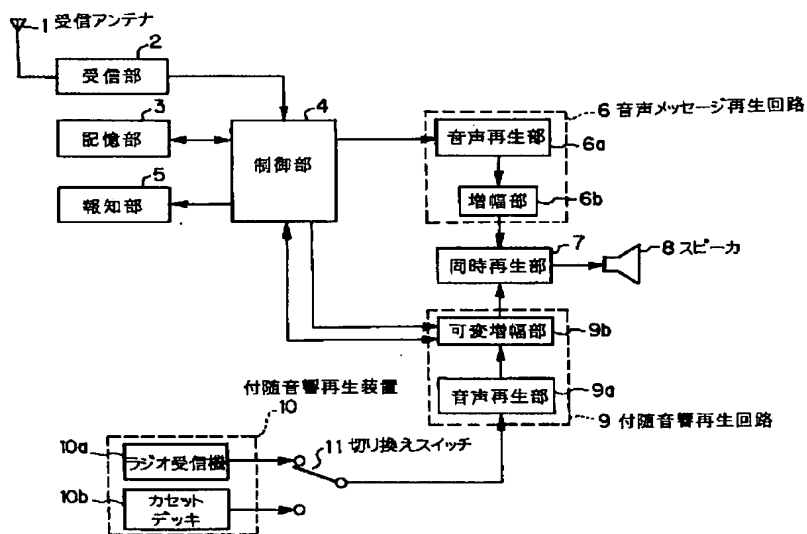 1 受信アンテナ
2
受信部
3
記憶部
4
制御部
5
報知部
6 音声メッセージ再生回路
音声再生部
6a
増幅部
6b
7
同時再生部
8 スピーカ
可変増幅部
9b
音声再生部
9a
9 付随音響再生回路
付随音響再生装置
10
10a
ラジオ受信機
11 切り換えスイッチ
10b
カセット
デッキ